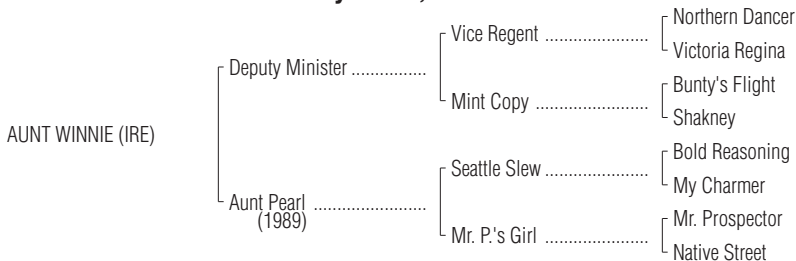 Northern Dancer
Vice Regent ......................
Victoria Regina
Deputy Minister ................
Bunty's Flight
Mint Copy ........................
Shakney
AUNT WINNIE (IRE)
Bold Reasoning
Seattle Slew ......................
My Charmer
Aunt Pearl ........................
(1989)
Mr. Prospector
Mr. P.'s Girl ......................
Native Street